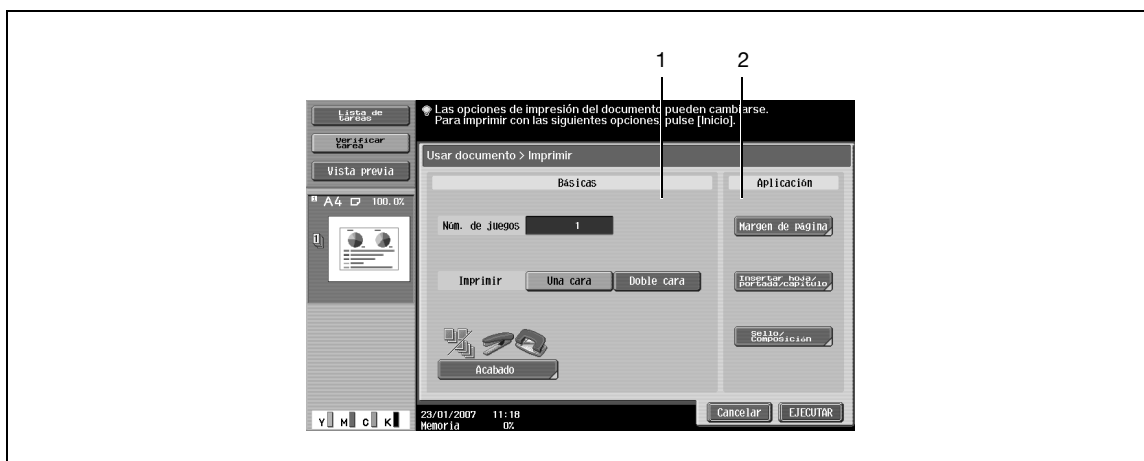 1 2
Lista de
tareas
Verificar
tarea
Vista previa
Las opciones de impresión del documento pueden cambiarse.
Para imprimir con las siguientes opciones, pulse [Inicio].
Usar documento > Imprimir
Básicas
Aplicación
A4 100.0%
1
Núm. de juegos 1
Margen de página
Imprimir Una cara Doble cara
Insertar hoja/
portada/capítulo
Sello/
Composición
Acabado
Cancelar EJECUTAR
Y M C K
23/01/2007 11:18
Memoria 0%